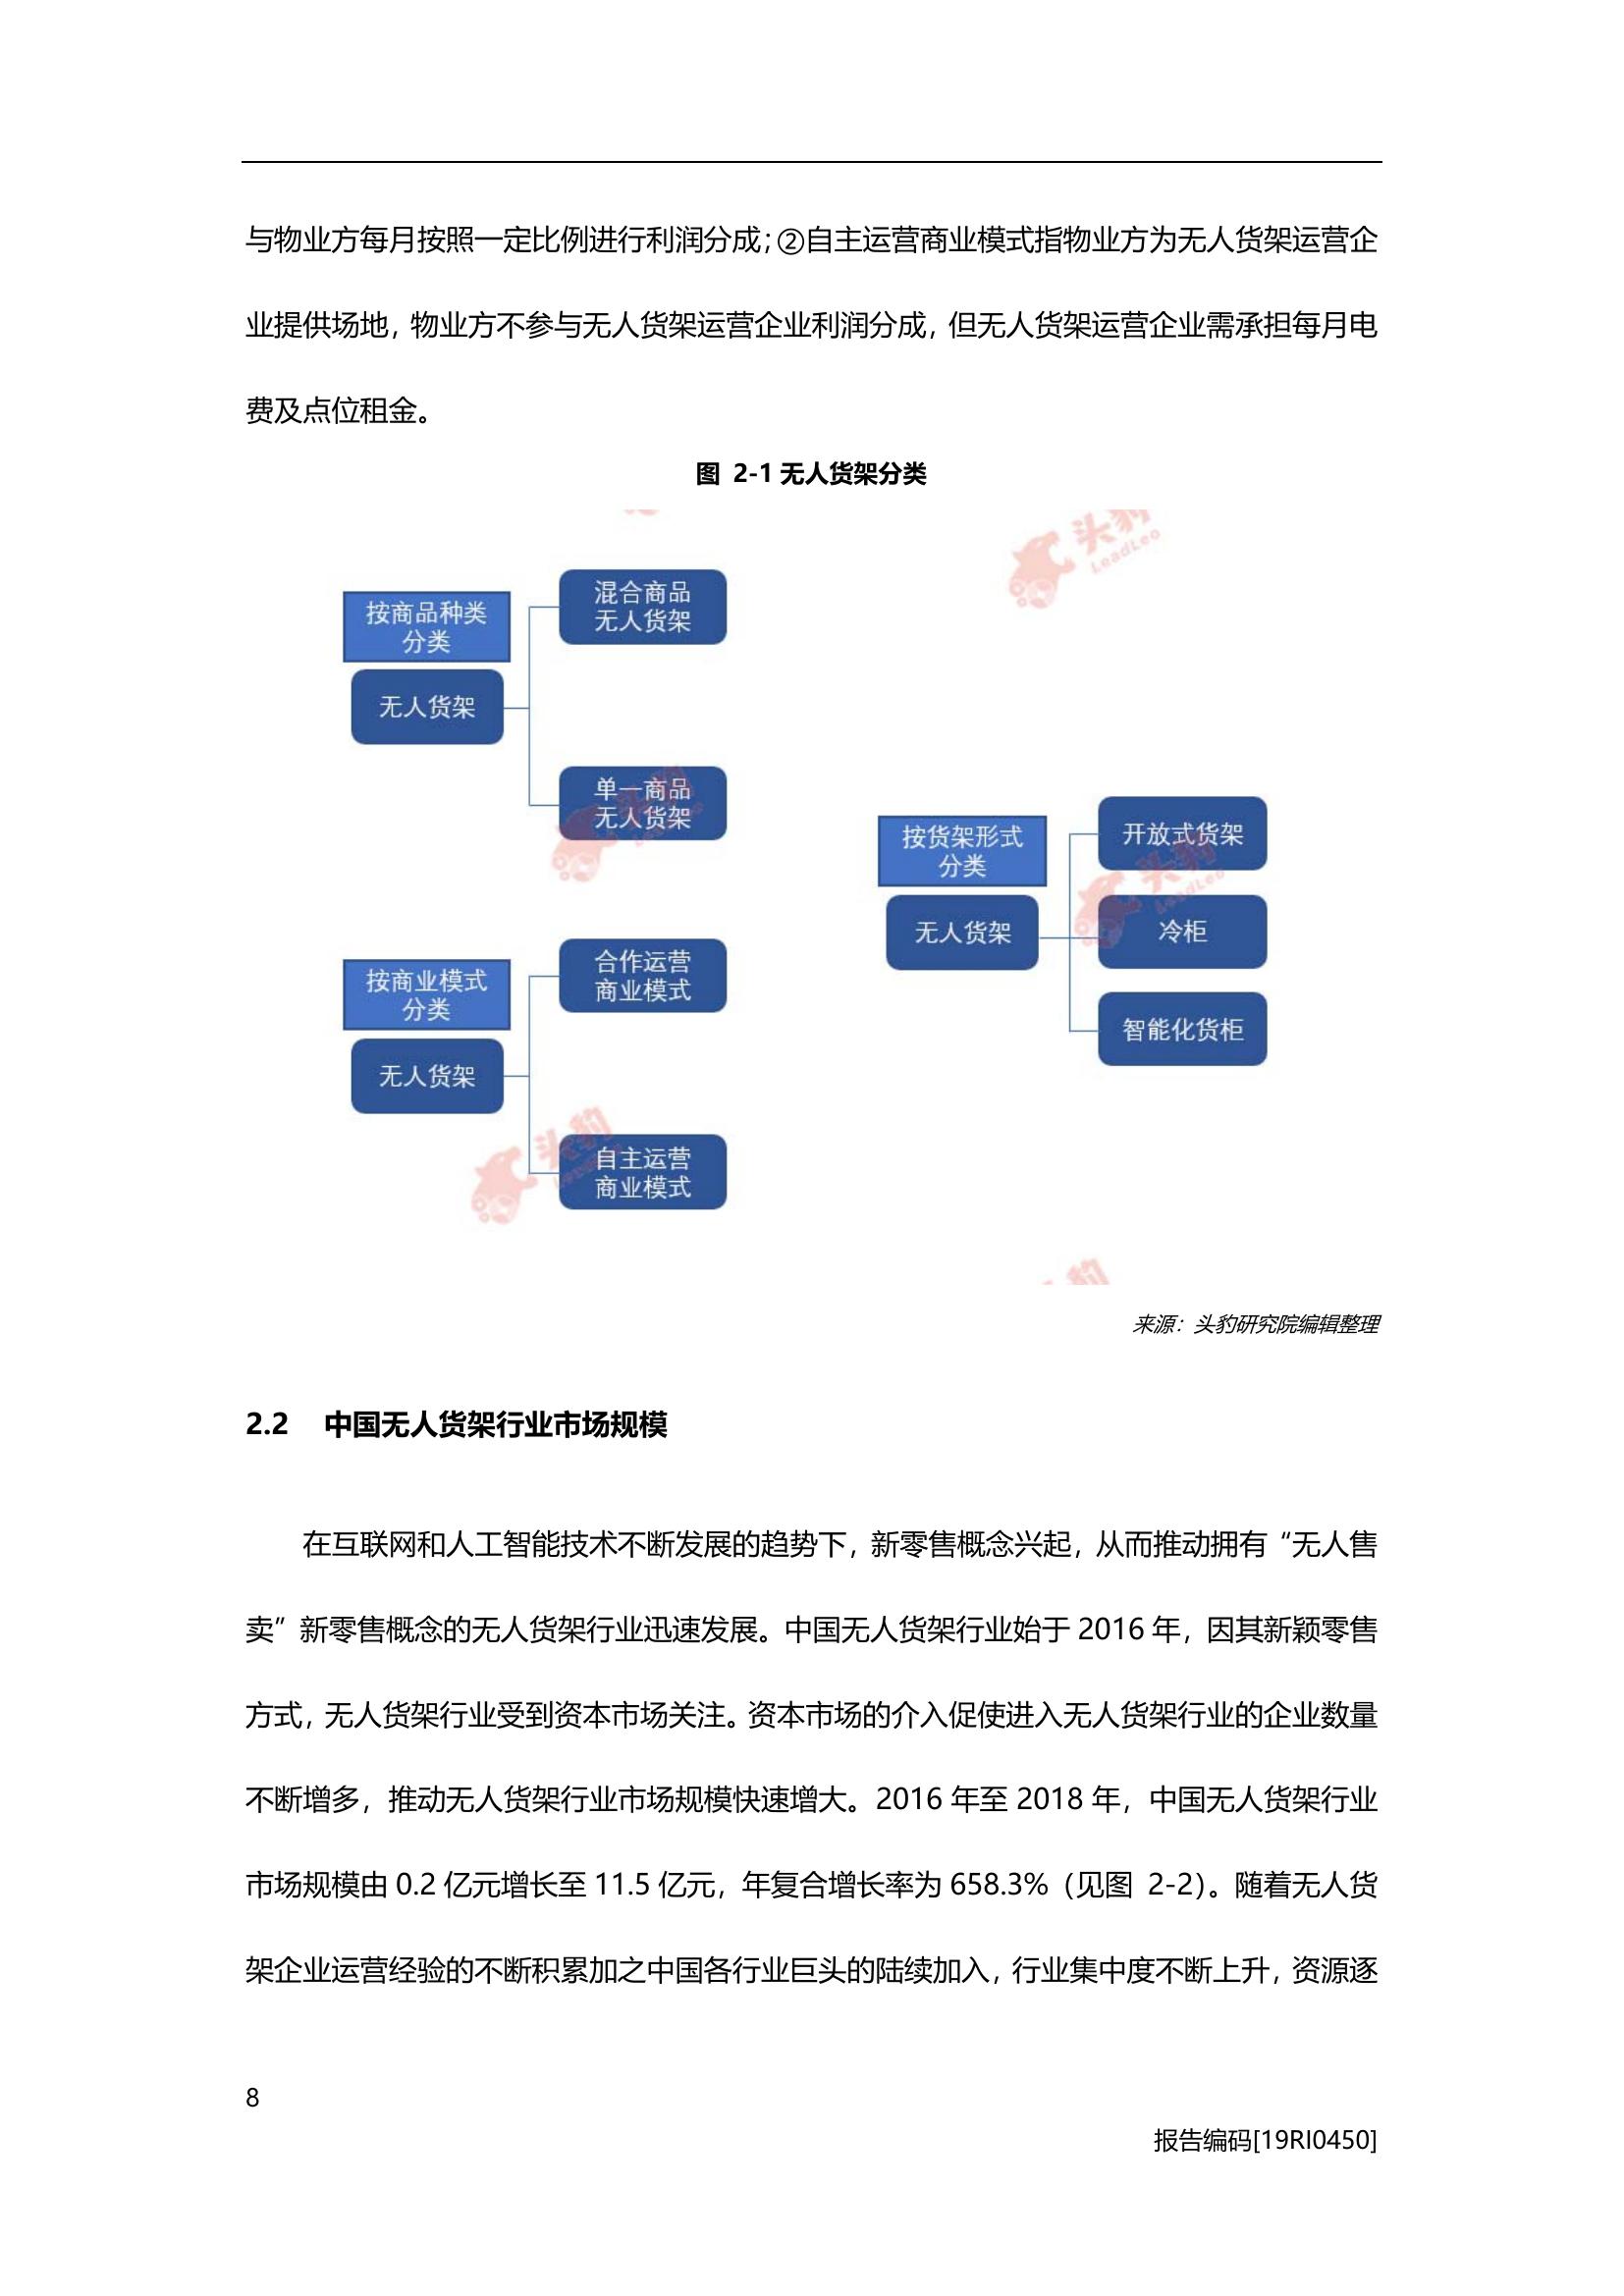 与物业方每月按照一定比例进行利润分成；②自主运营商业模式指物业方为无人货架运营企
业提供场地，物业方不参与无人货架运营企业利润分成，但无人货架运营企业需承担每月电
费及点位租金。
图 2-1 无人货架分类
头豹
LeadLeo
按商品种类
分类
无人货架
混合商品
无人货架
单一商品
无人货架
头豹
LeadLeo
按商业模式
分类
无人货架
合作运营
商业模式
自主运营
商业模式
头豹
LeadLeo
按货架形式
分类
无人货架
开放式货架
冷柜
智能化货柜
头豹
LeadLeo
豹
来源：头豹研究院编辑整理
2.2 中国无人货架行业市场规模
在互联网和人工智能技术不断发展的趋势下，新零售概念兴起，从而推动拥有“无人售
卖”新零售概念的无人货架行业迅速发展。中国无人货架行业始于 2016 年，因其新颖零售
方式，无人货架行业受到资本市场关注。资本市场的介入促使进入无人货架行业的企业数量
不断增多，推动无人货架行业市场规模快速增大。2016 年至 2018 年，中国无人货架行业
市场规模由 0.2 亿元增长至 11.5 亿元，年复合增长率为 658.3%（见图 2-2）。随着无人货
架企业运营经验的不断积累加之中国各行业巨头的陆续加入，行业集中度不断上升，资源逐
8
报告编码[19RI0450]